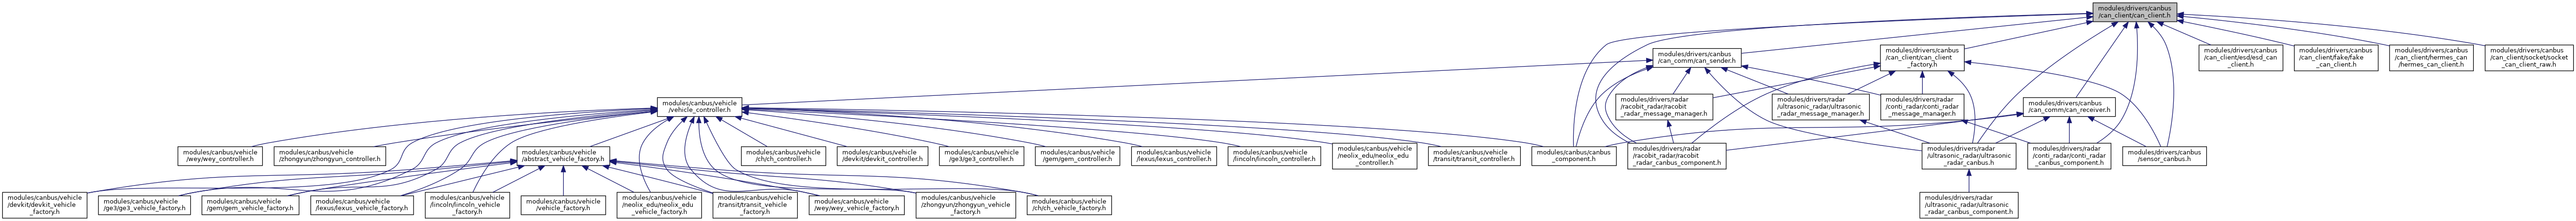 modules/drivers/canbus
/can_client/can_client.h
modules/drivers/canbus
/can_comm/can_sender.h
modules/drivers/canbus
/can_client/can_client
_factory.h
modules/drivers/canbus
/can_client/esd/esd_can
_client.h
modules/drivers/canbus
/can_client/fake/fake
_can_client.h
modules/drivers/canbus
/can_client/hermes_can
/hermes_can_client.h
modules/drivers/canbus
/can_client/socket/socket
_can_client_raw.h
modules/canbus/vehicle
/vehicle_controller.h
modules/drivers/radar
/racobit_radar/racobit
_radar_message_manager.h
modules/drivers/radar
/ultrasonic_radar/ultrasonic
_radar_message_manager.h
modules/drivers/radar
/conti_radar/conti_radar
_message_manager.h
modules/drivers/canbus
/can_comm/can_receiver.h
modules/canbus/vehicle
/wey/wey_controller.h
modules/canbus/vehicle
/zhongyun/zhongyun_controller.h
modules/canbus/vehicle
/abstract_vehicle_factory.h
modules/canbus/vehicle
/ch/ch_controller.h
modules/canbus/vehicle
/devkit/devkit_controller.h
modules/canbus/vehicle
/ge3/ge3_controller.h
modules/canbus/vehicle
/gem/gem_controller.h
modules/canbus/vehicle
/lexus/lexus_controller.h
modules/canbus/vehicle
/lincoln/lincoln_controller.h
modules/canbus/vehicle
/neolix_edu/neolix_edu
_controller.h
modules/canbus/vehicle
/transit/transit_controller.h
modules/canbus/canbus
_component.h
modules/drivers/radar
/racobit_radar/racobit
_radar_canbus_component.h
modules/drivers/radar
/ultrasonic_radar/ultrasonic
_radar_canbus.h
modules/drivers/radar
/conti_radar/conti_radar
_canbus_component.h
modules/drivers/canbus
/sensor_canbus.h
modules/canbus/vehicle
/devkit/devkit_vehicle
_factory.h
modules/canbus/vehicle
/ge3/ge3_vehicle_factory.h
modules/canbus/vehicle
/gem/gem_vehicle_factory.h
modules/canbus/vehicle
/lexus/lexus_vehicle_factory.h
modules/canbus/vehicle
/lincoln/lincoln_vehicle
_factory.h
modules/canbus/vehicle
/vehicle_factory.h
modules/canbus/vehicle
/neolix_edu/neolix_edu
_vehicle_factory.h
modules/canbus/vehicle
/transit/transit_vehicle
_factory.h
modules/canbus/vehicle
/wey/wey_vehicle_factory.h
modules/canbus/vehicle
/zhongyun/zhongyun_vehicle
_factory.h
modules/canbus/vehicle
/ch/ch_vehicle_factory.h
modules/drivers/radar
/ultrasonic_radar/ultrasonic
_radar_canbus_component.h